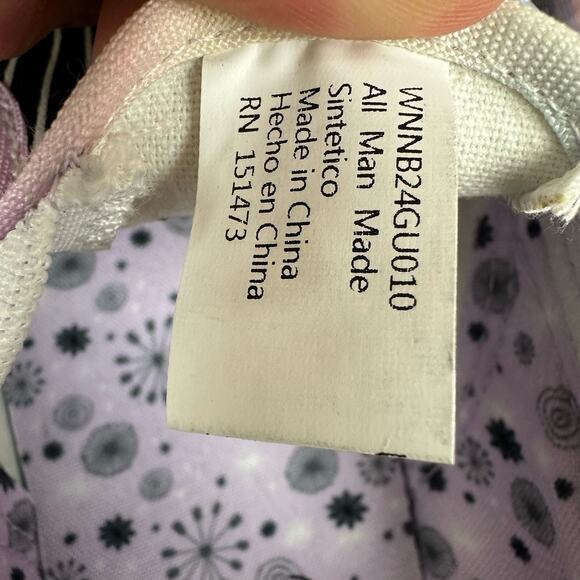 WNNB24GU010
All Man Made
Sintetico
Made in China
Hecho en China
RN 151473